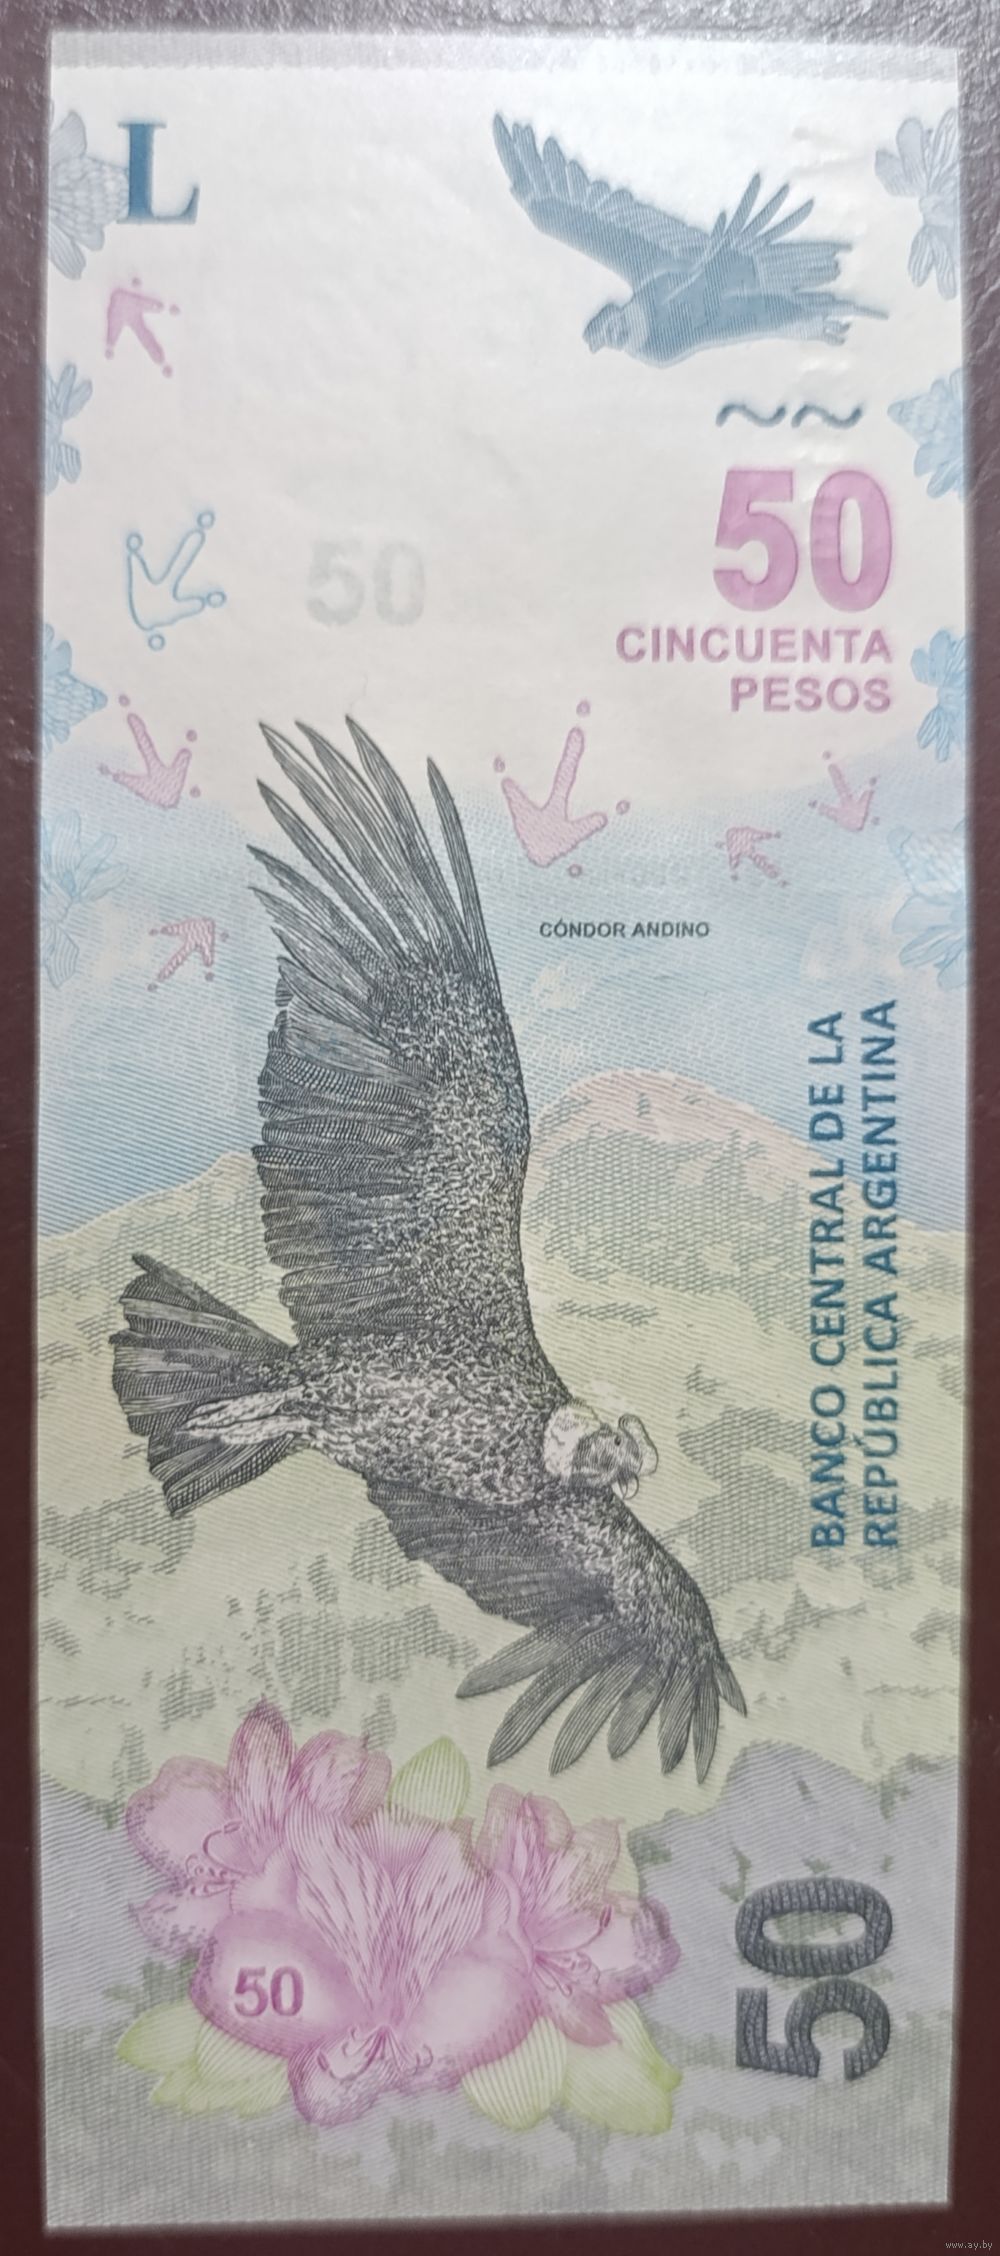 L
50
50
CINCUENTA
PESOS
CÓNDOR ANDINO
BANCO CENTRAL DE LA
REPÚBLICA ARGENTINA
50
50
www.ay.by